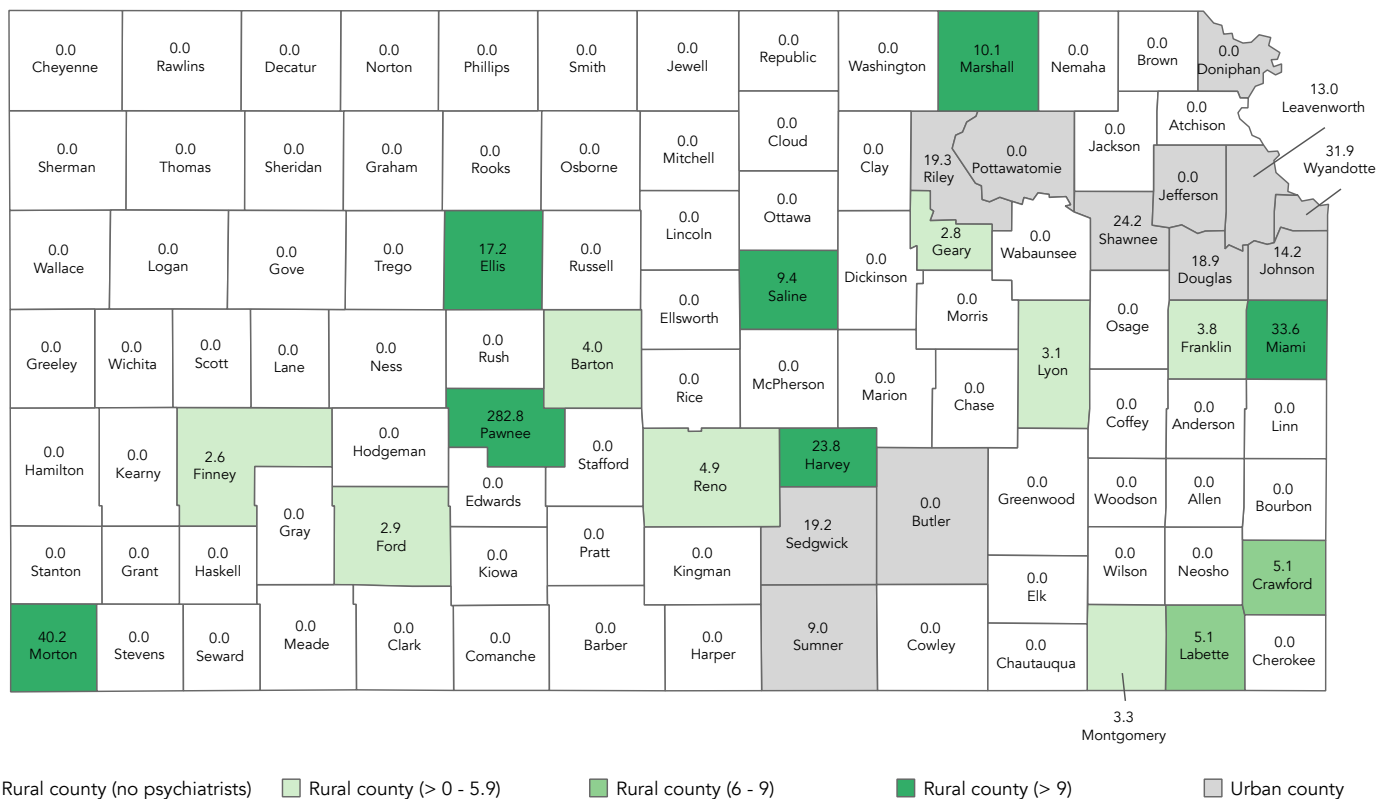 0.0
Cheyenne
0.0
Rawlins
0.0
Decatur
0.0
Norton
0.0
Phillips
0.0
Smith
0.0
Jewell
0.0
Republic
0.0
Washington
10.1
Marshall
0.0
Nemaha
0.0
Brown
0.0
Doniphan
13.0
Leavenworth
31.9
Wyandotte
0.0
Sherman
0.0
Thomas
0.0
Sheridan
0.0
Graham
0.0
Rooks
0.0
Osborne
0.0
Mitchell
0.0
Cloud
0.0
Clay
19.3
Riley
0.0
Pottawatomie
0.0
Jackson
0.0
Atchison
0.0
Jefferson
0.0
Wallace
0.0
Logan
0.0
Gove
0.0
Trego
17.2
Ellis
0.0
Russell
0.0
Lincoln
0.0
Ottawa
9.4
Saline
0.0
Dickinson
2.8
Geary
0.0
Wabaunsee
24.2
Shawnee
18.9
Douglas
14.2
Johnson
0.0
Ellsworth
0.0
Morris
0.0
Osage
3.8
Franklin
33.6
Miami
0.0
Greeley
0.0
Wichita
0.0
Scott
0.0
Lane
0.0
Ness
0.0
Rush
4.0
Barton
0.0
Rice
0.0
McPherson
0.0
Marion
0.0
Chase
3.1
Lyon
0.0
Coffey
0.0
Anderson
0.0
Linn
0.0
Hamilton
0.0
Kearny
2.6
Finney
0.0
Hodgeman
282.8
Pawnee
0.0
Stafford
0.0
Edwards
4.9
Reno
23.8
Harvey
0.0
Gray
2.9
Ford
0.0
Pratt
19.2
Sedgwick
0.0
Butler
0.0
Greenwood
0.0
Woodson
0.0
Allen
0.0
Bourbon
0.0
Stanton
0.0
Grant
0.0
Haskell
0.0
Kiowa
0.0
Kingman
0.0
Elk
0.0
Wilson
0.0
Neosho
5.1
Crawford
40.2
Morton
0.0
Stevens
0.0
Seward
0.0
Meade
0.0
Clark
0.0
Comanche
0.0
Barber
0.0
Harper
9.0
Sumner
0.0
Cowley
0.0
Chautauqua
5.1
Labette
0.0
Cherokee
3.3
Montgomery
Rural county (no psychiatrists)
Rural county (> 0 - 5.9)
Rural county (6 - 9)
Rural county (> 9)
Urban county